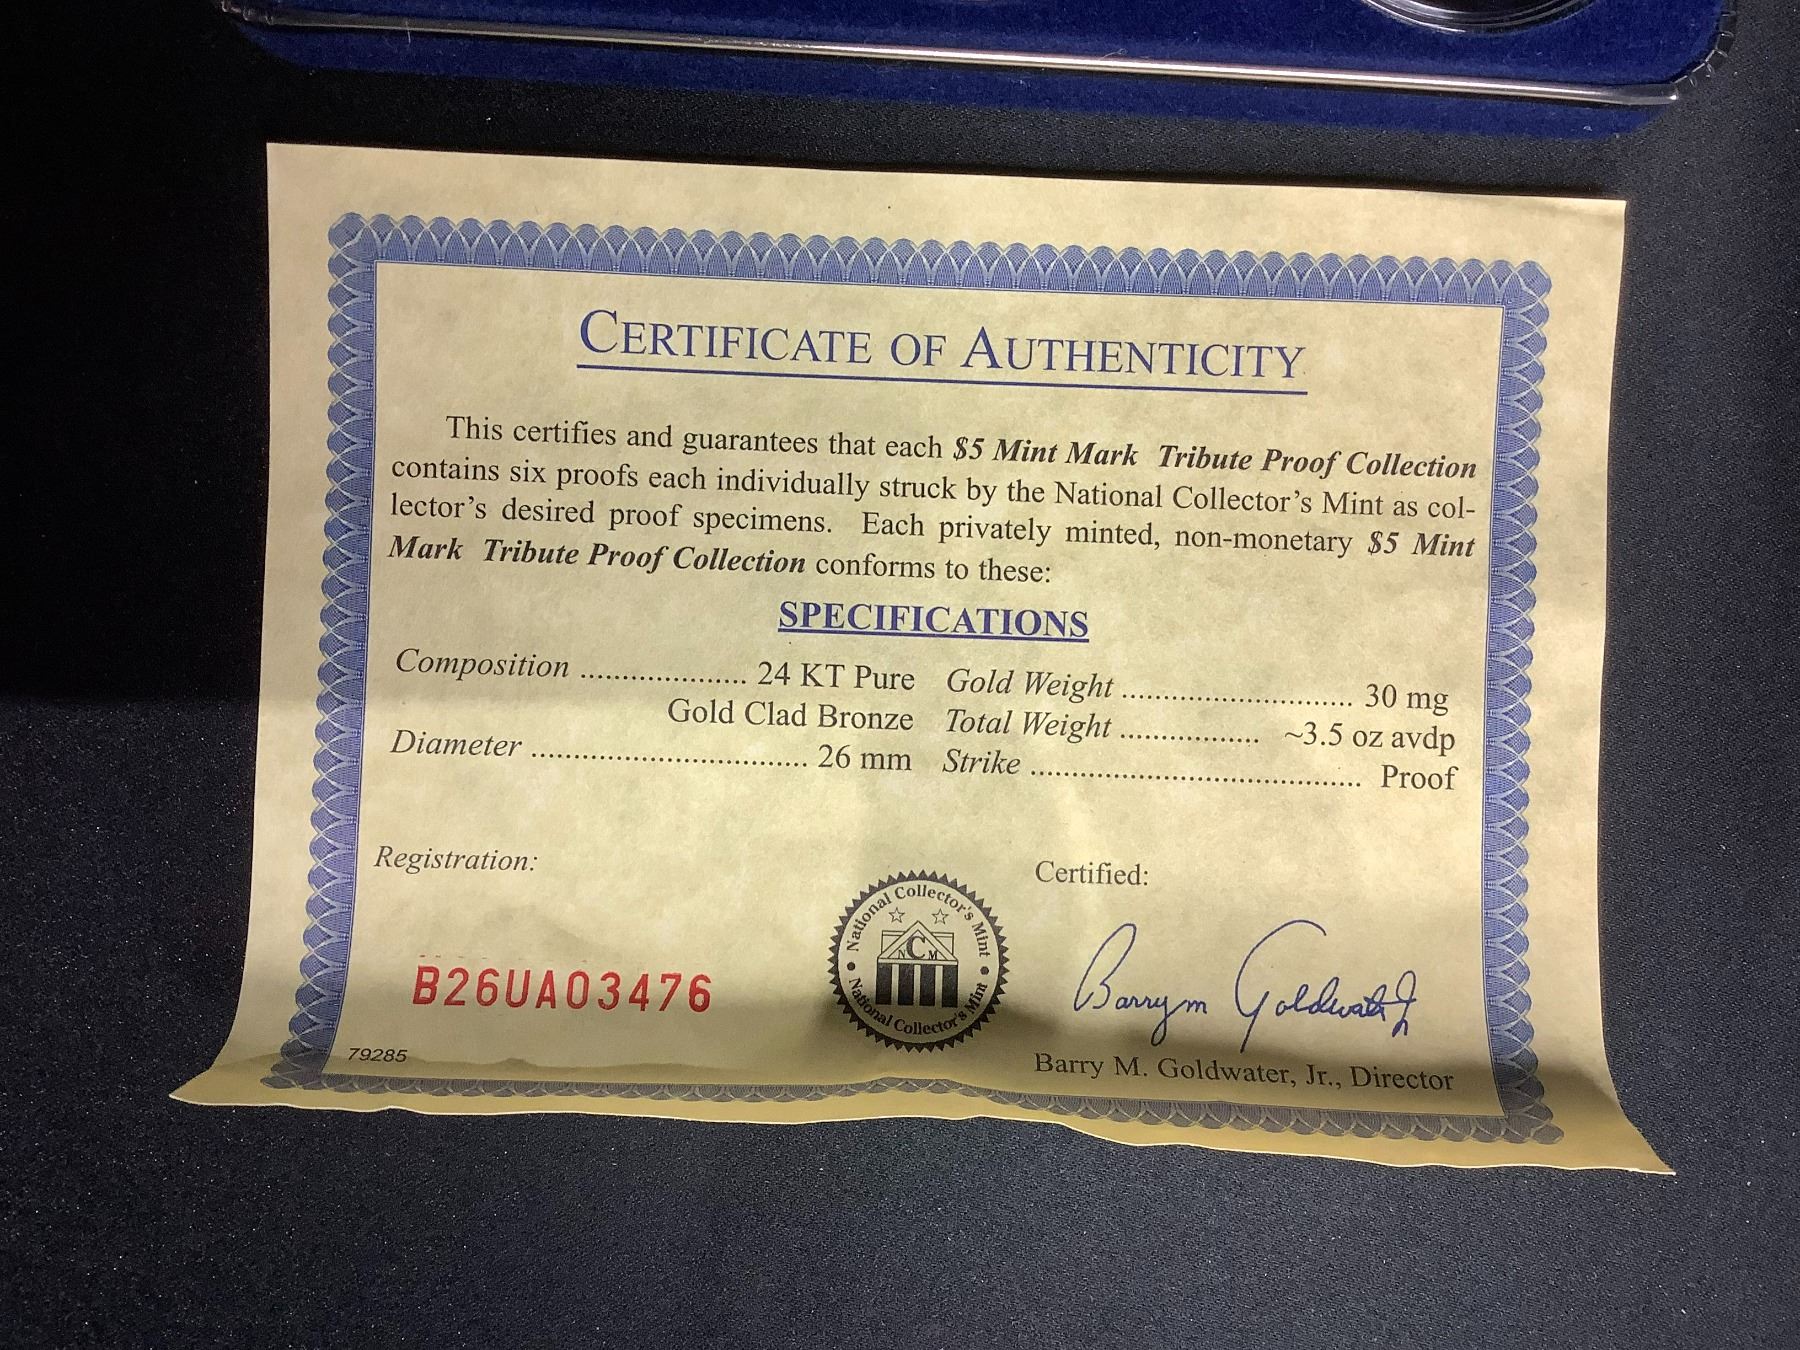 CERTIFICATE OF AUTHENTICITY
This certifies and guarantees that each $5 Mint Mark Tribute Proof Collection
contains six proofs each individually struck by the National Collector's Mint as col-
lector's desired proof specimens. Each privately minted, non-monetary $5 Mint
Mark Tribute Proof Collection conforms to these:
SPECIFICATIONS
Composition .................... 24 KT Pure
Gold Clad Bronze
Diameter ................................. 26 mm
Gold Weight ............................ 30 mg
Total Weight ................. ~3.5 oz avdp
Strike ........................................ Proof
Registration:
B26UA03476
79285
National Collector's Mint
NCM
National Collector's Mint
Certified:
Barry M Goldwater Jr
Barry M. Goldwater, Jr., Director